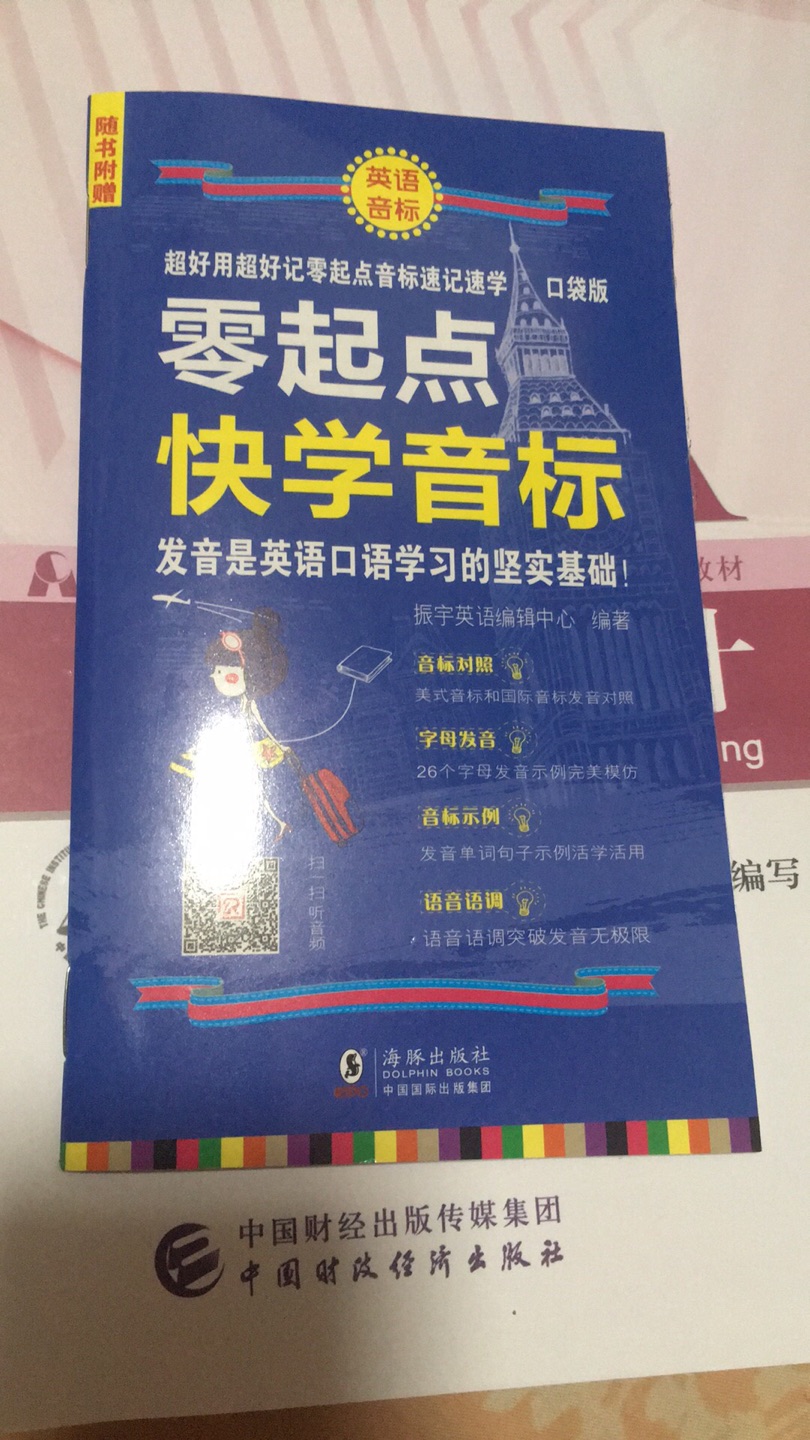 随书附赠
英语
音标
超好用超好记零起点音标速记速学 口袋版
零起点
快学音标
发音是英语口语学习的坚实基础!
振宇英语编辑中心 编著
音标对照
美式音标和国际音标发音对照
字母发音
26个字母发音示例完美模仿
音标示例
发音单词句子示例活学活用
语音语调
语音语调突破发音无极限
扫一扫听音频
海豚出版社
DOLPHIN BOOKS
中国国际出版集团
教材
ng
编写
THE CHINESE INSTIT
中国财经出版传媒集团
中国财政经济出版社